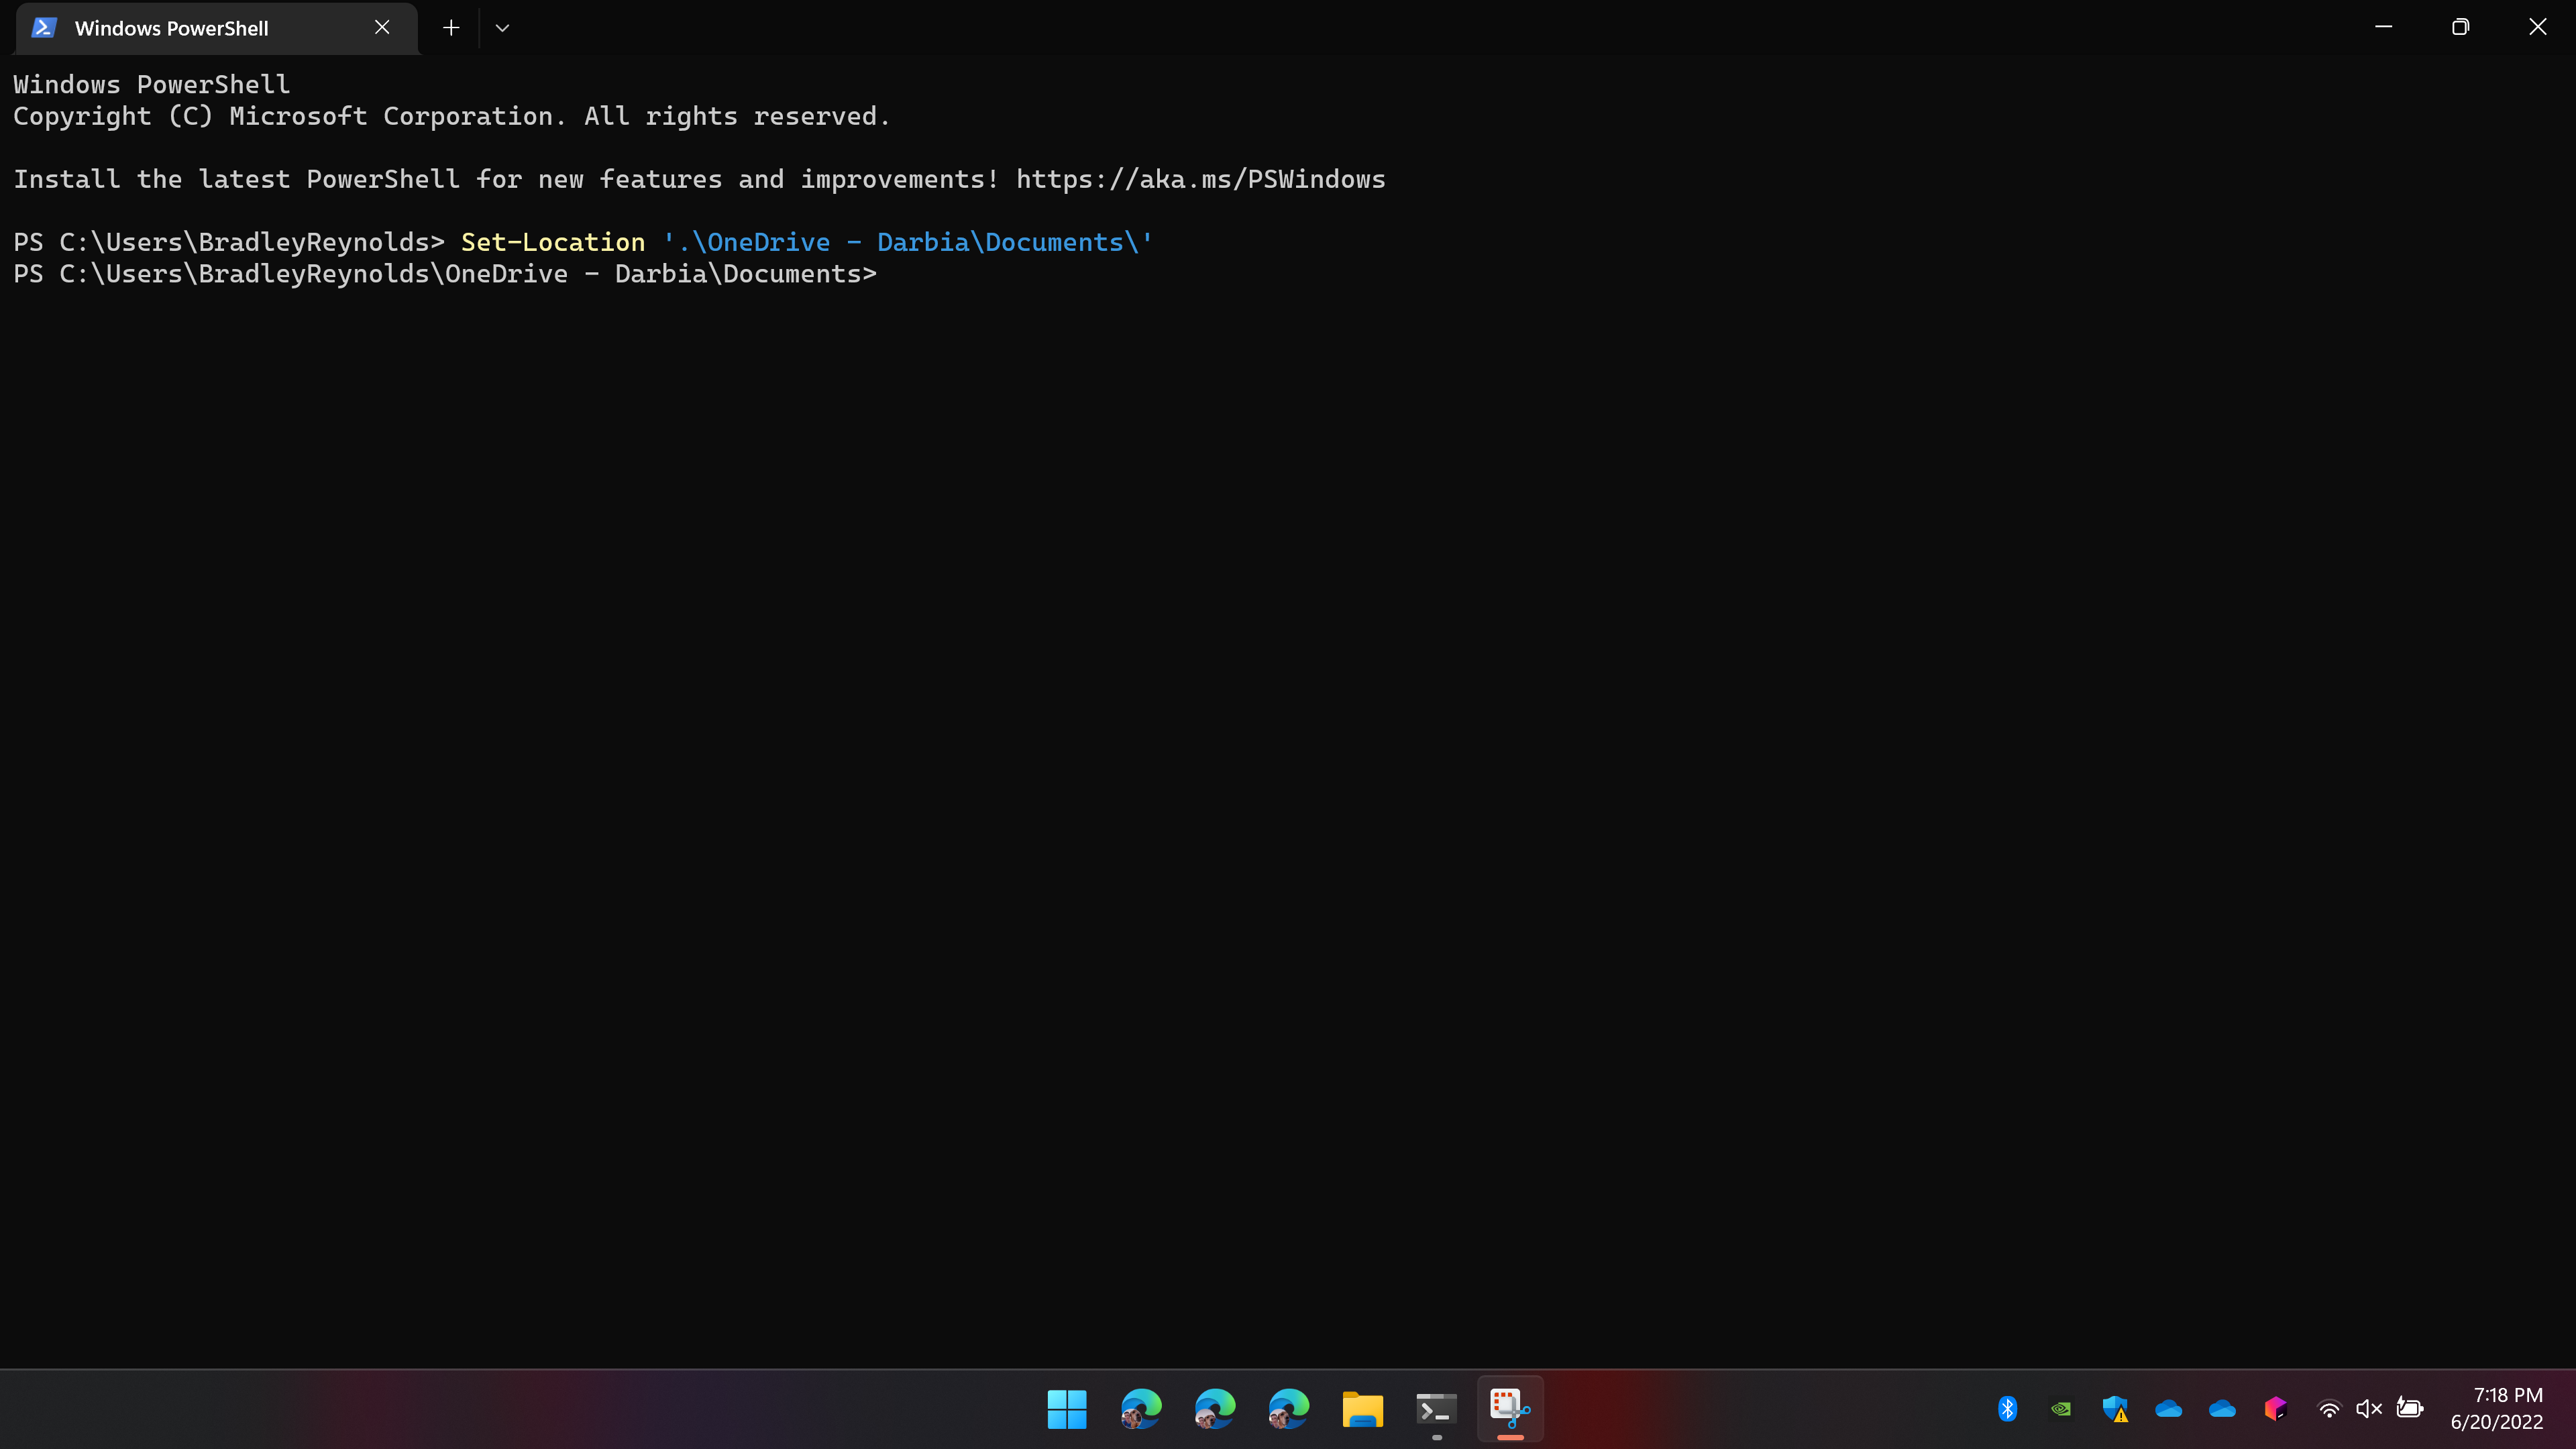 Windows PowerShell
Windows PowerShell
Copyright (C) Microsoft Corporation. All rights reserved.
Install the latest PowerShell for new features and improvements! https://aka.ms/PSWindows
PS C:\Users\BradleyReynolds> Set-Location '.\OneDrive - Darbia\Documents\'
PS C:\Users\BradleyReynolds\OneDrive - Darbia\Documents>
7:18 PM
6/20/2022